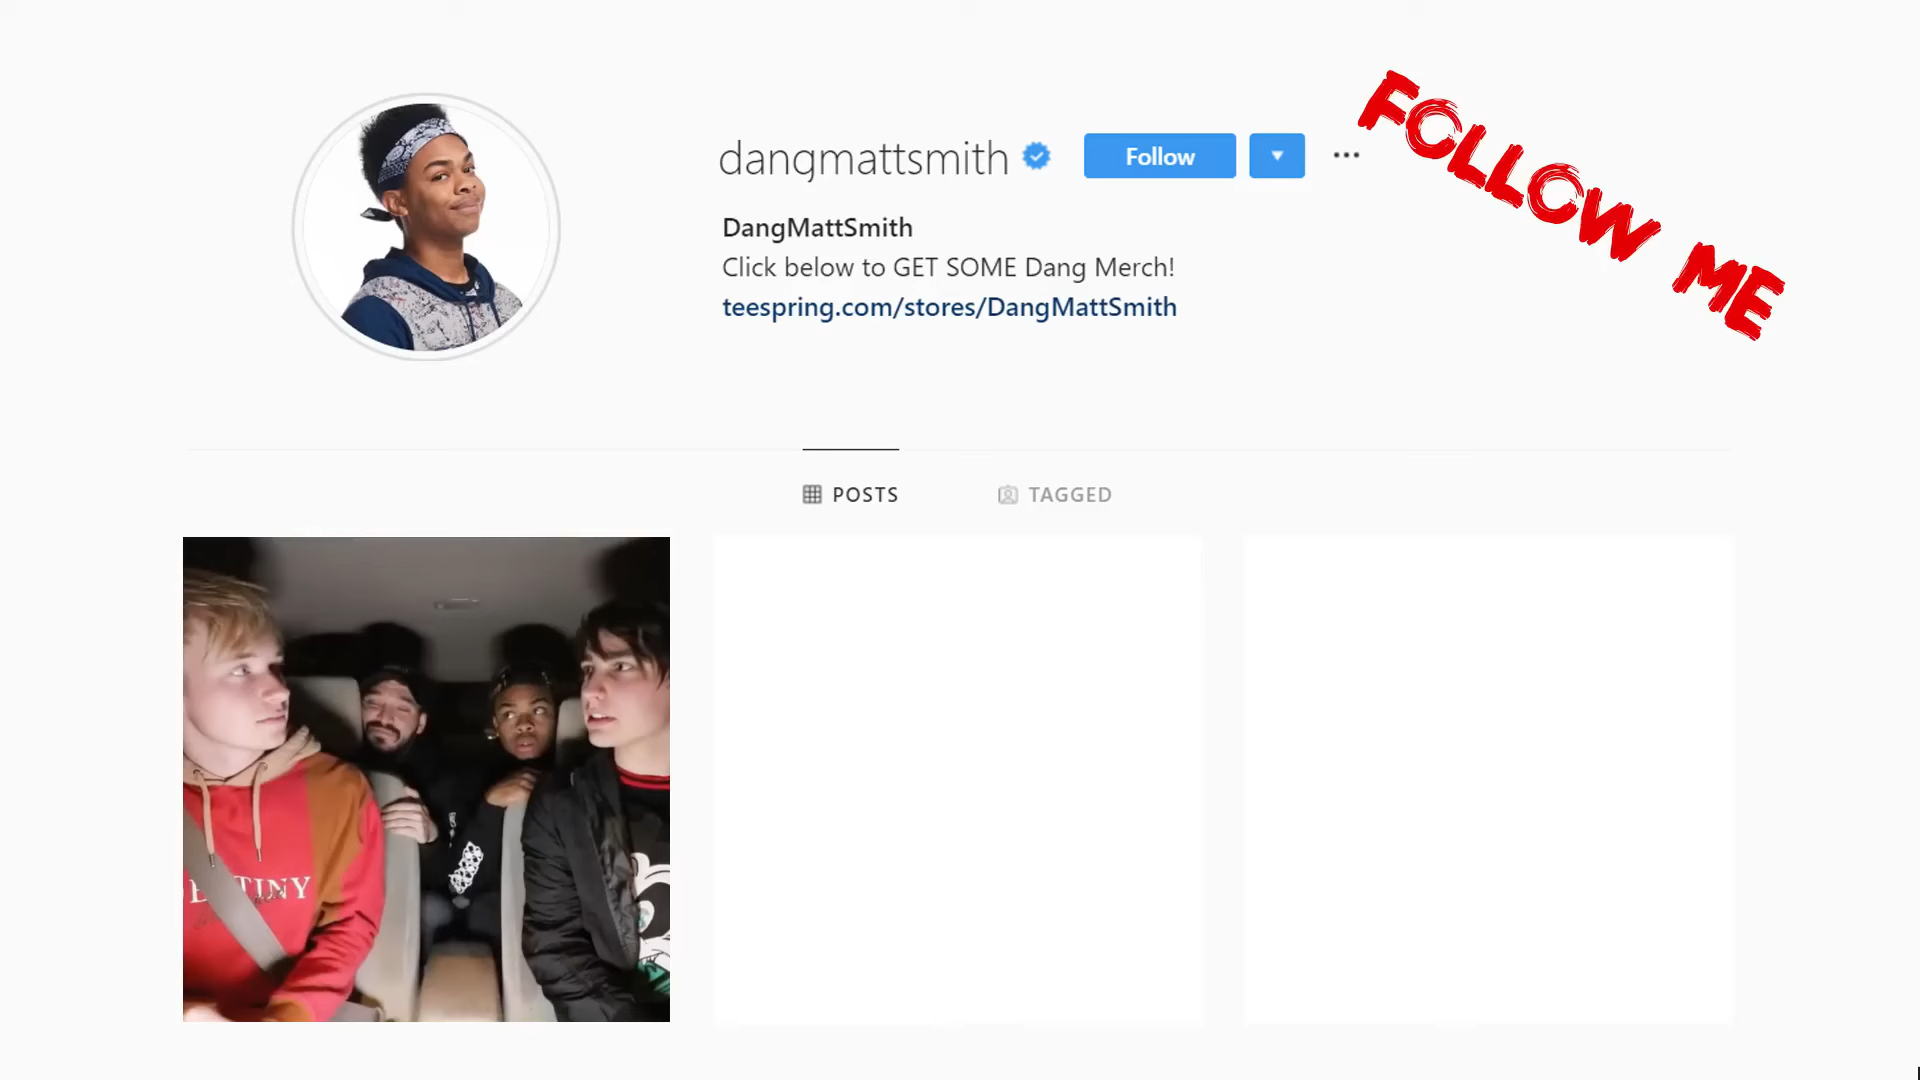 dangmattsmith
Follow
FOLLOW ME
DangMattSmith
Click below to GET SOME Dang Merch!
teespring.com/stores/DangMattSmith
POSTS
TAGGED
TINY